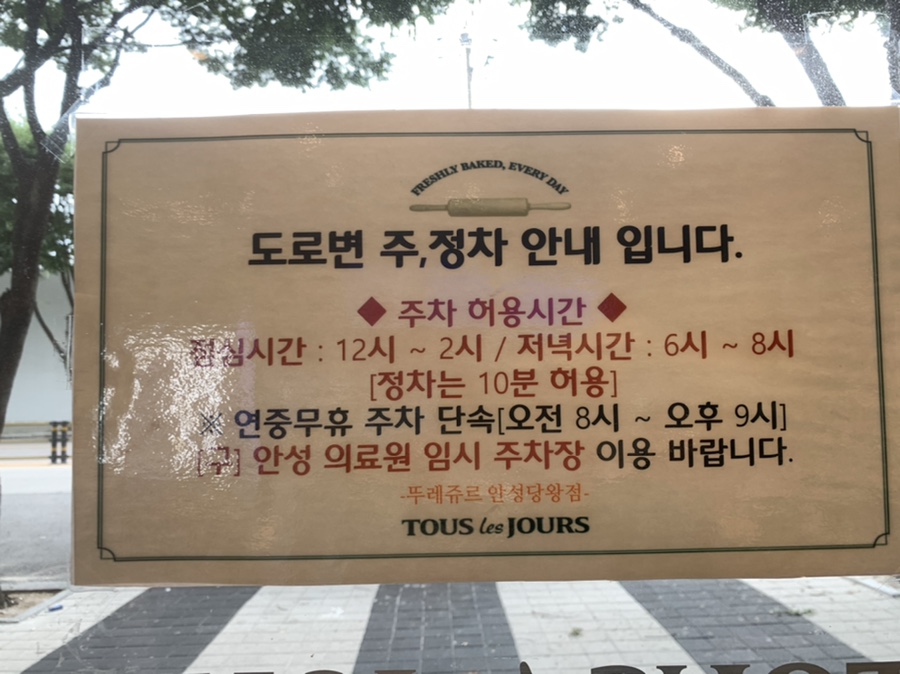 FRESHLY BAKED, EVERY DAY
도로변 주,정차 안내 입니다.
◆ 주차 허용시간 ◆
점심시간 : 12시 ~ 2시 / 저녁시간 : 6시 ~ 8시
[정차는 10분 허용]
※ 연중무휴 주차 단속[오전 8시 ~ 오후 9시]
[구] 안성 의료원 임시 주차장 이용 바랍니다.
-뚜레쥬르 안성당왕점-
TOUS les JOURS